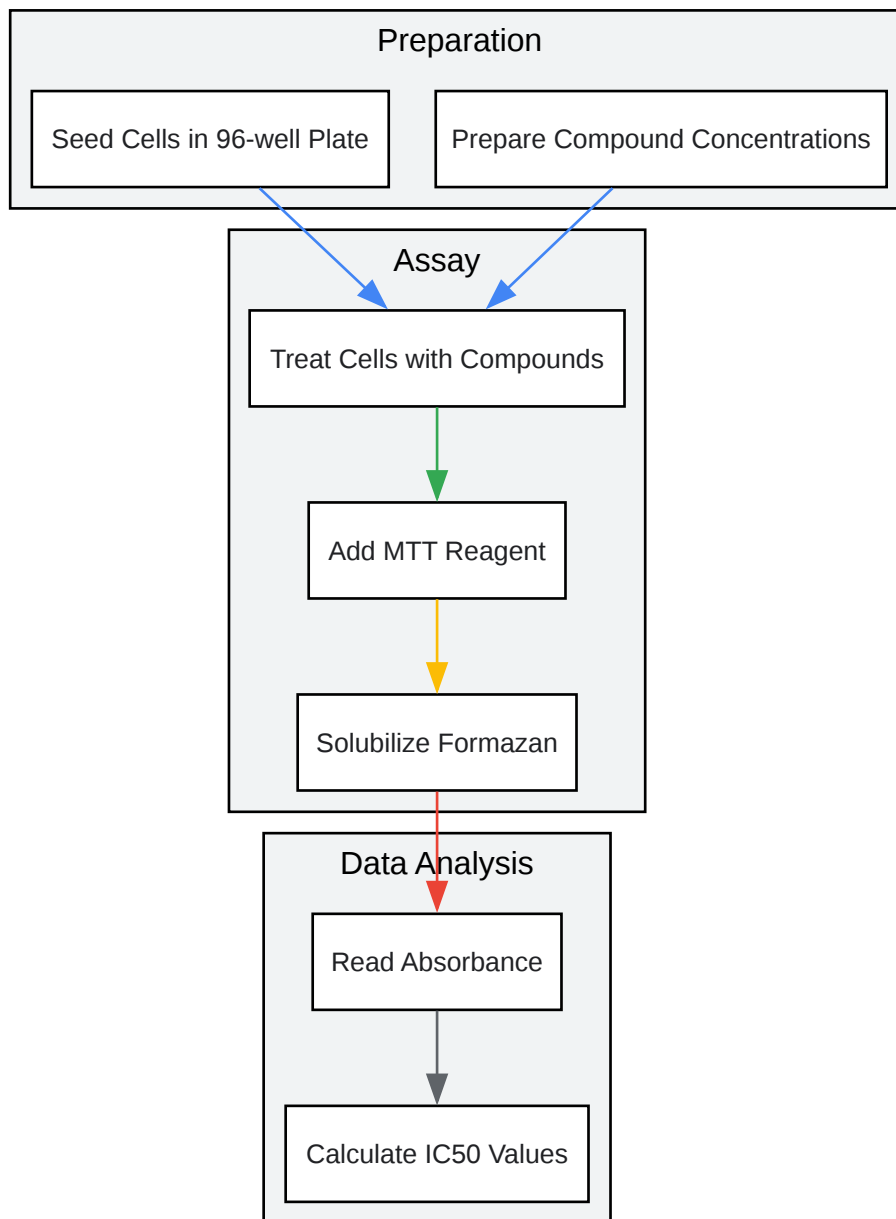 Preparation
Seed Cells in 96-well Plate
Prepare Compound Concentrations
Assay
Treat Cells with Compounds
Add MTT Reagent
Solubilize Formazan
Data Analysis
Read Absorbance
Calculate IC50 Values